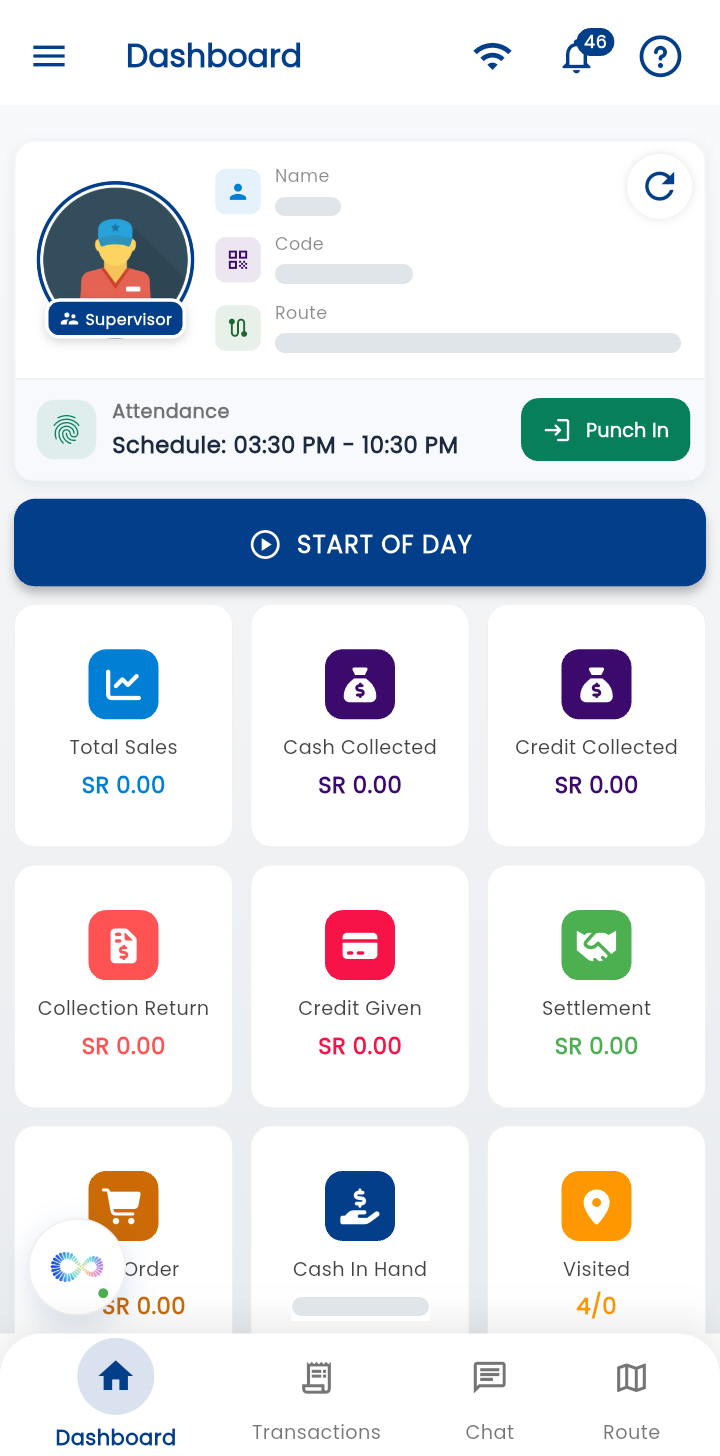 Dashboard
46
Name
Code
Route
Supervisor
Attendance
Schedule: 03:30 PM - 10:30 PM
Punch In
START OF DAY
Total Sales
SR 0.00
Cash Collected
SR 0.00
Credit Collected
SR 0.00
Collection Return
SR 0.00
Credit Given
SR 0.00
Settlement
SR 0.00
Order
SR 0.00
Cash In Hand
Visited
4/0
Dashboard
Transactions
Chat
Route